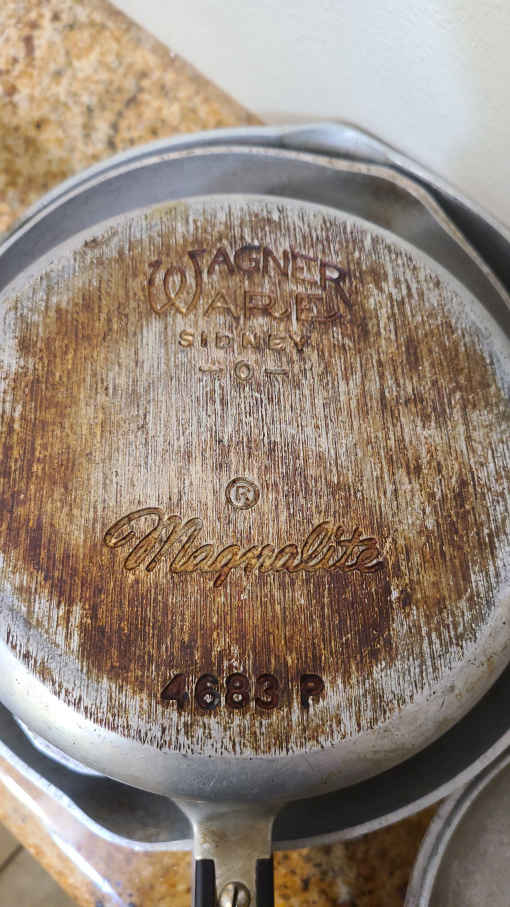 WAGNER
WARE
SIDNEY
-O-
®
Magnalite
4683 P